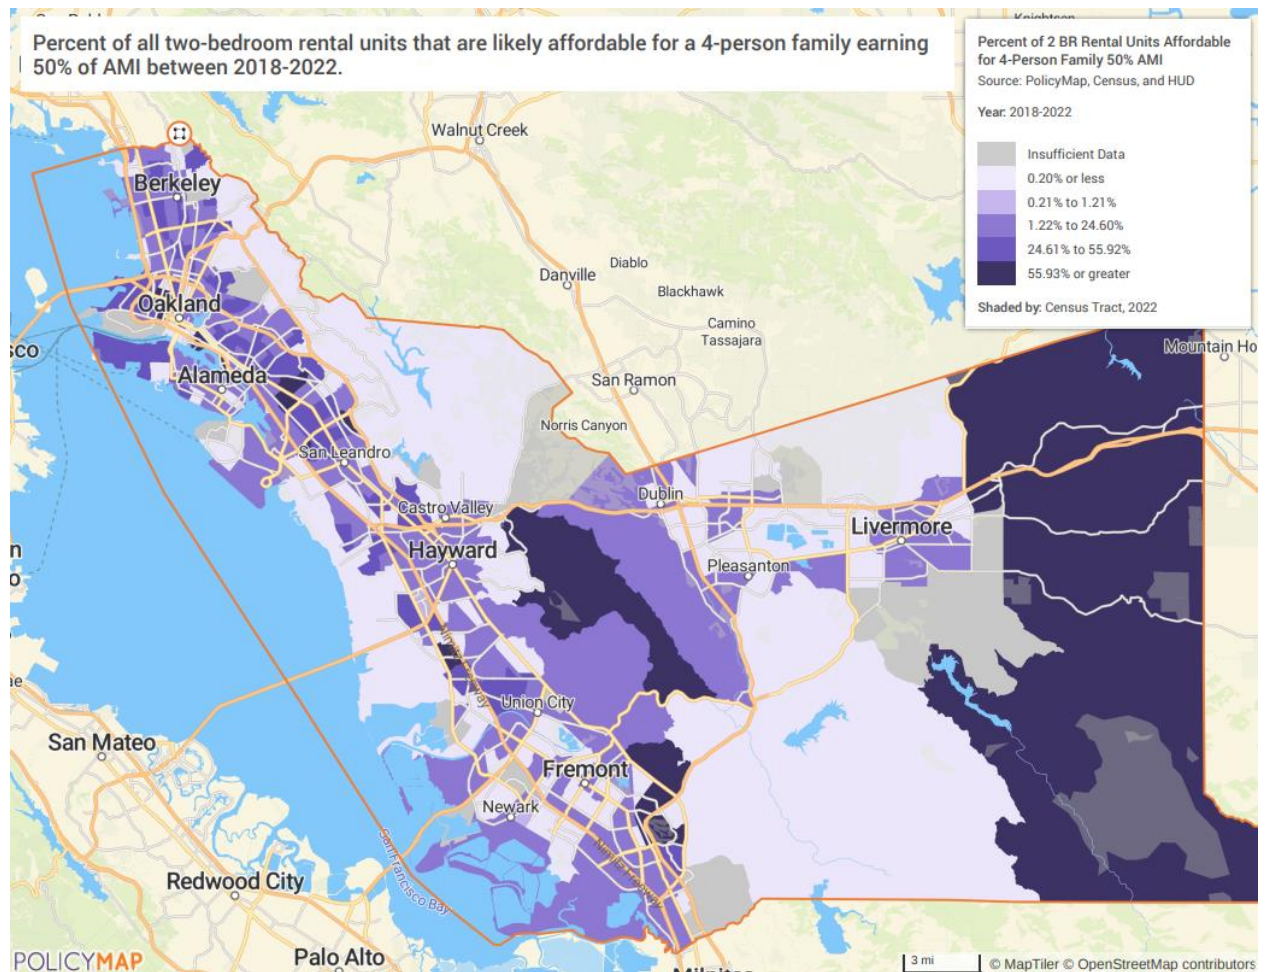 Percent of all two-bedroom rental units that are likely affordable for a 4-person family earning
50% of AMI between 2018-2022.
Percent of 2 BR Rental Units Affordable
for 4-Person Family 50% AMI
Source: PolicyMap, Census, and HUD
Year: 2018-2022
Insufficient Data
0.20% or less
0.21% to 1.21%
1.22% to 24.60%
24.61% to 55.92%
55.93% or greater
Shaded by: Census Tract, 2022
Walnut Creek
Berkeley
Diablo
Danville
Blackhawk
Oakland
Camino
Tassajara
sco
Mountain Ho
Alameda
San Ramon
Norris Canyon
San Leandro
Dublin
Castro Valley
Livermore
Hayward
n
o
Pleasanton
Nimitz Freeway
ae
Union City
San Mateo
Fremont
Newark
Nimitz Freeway
San Francisco Bay
Redwood City
Palo Alto
POLICYMAP
3 mi
© MapTiler © OpenStreetMap contributors